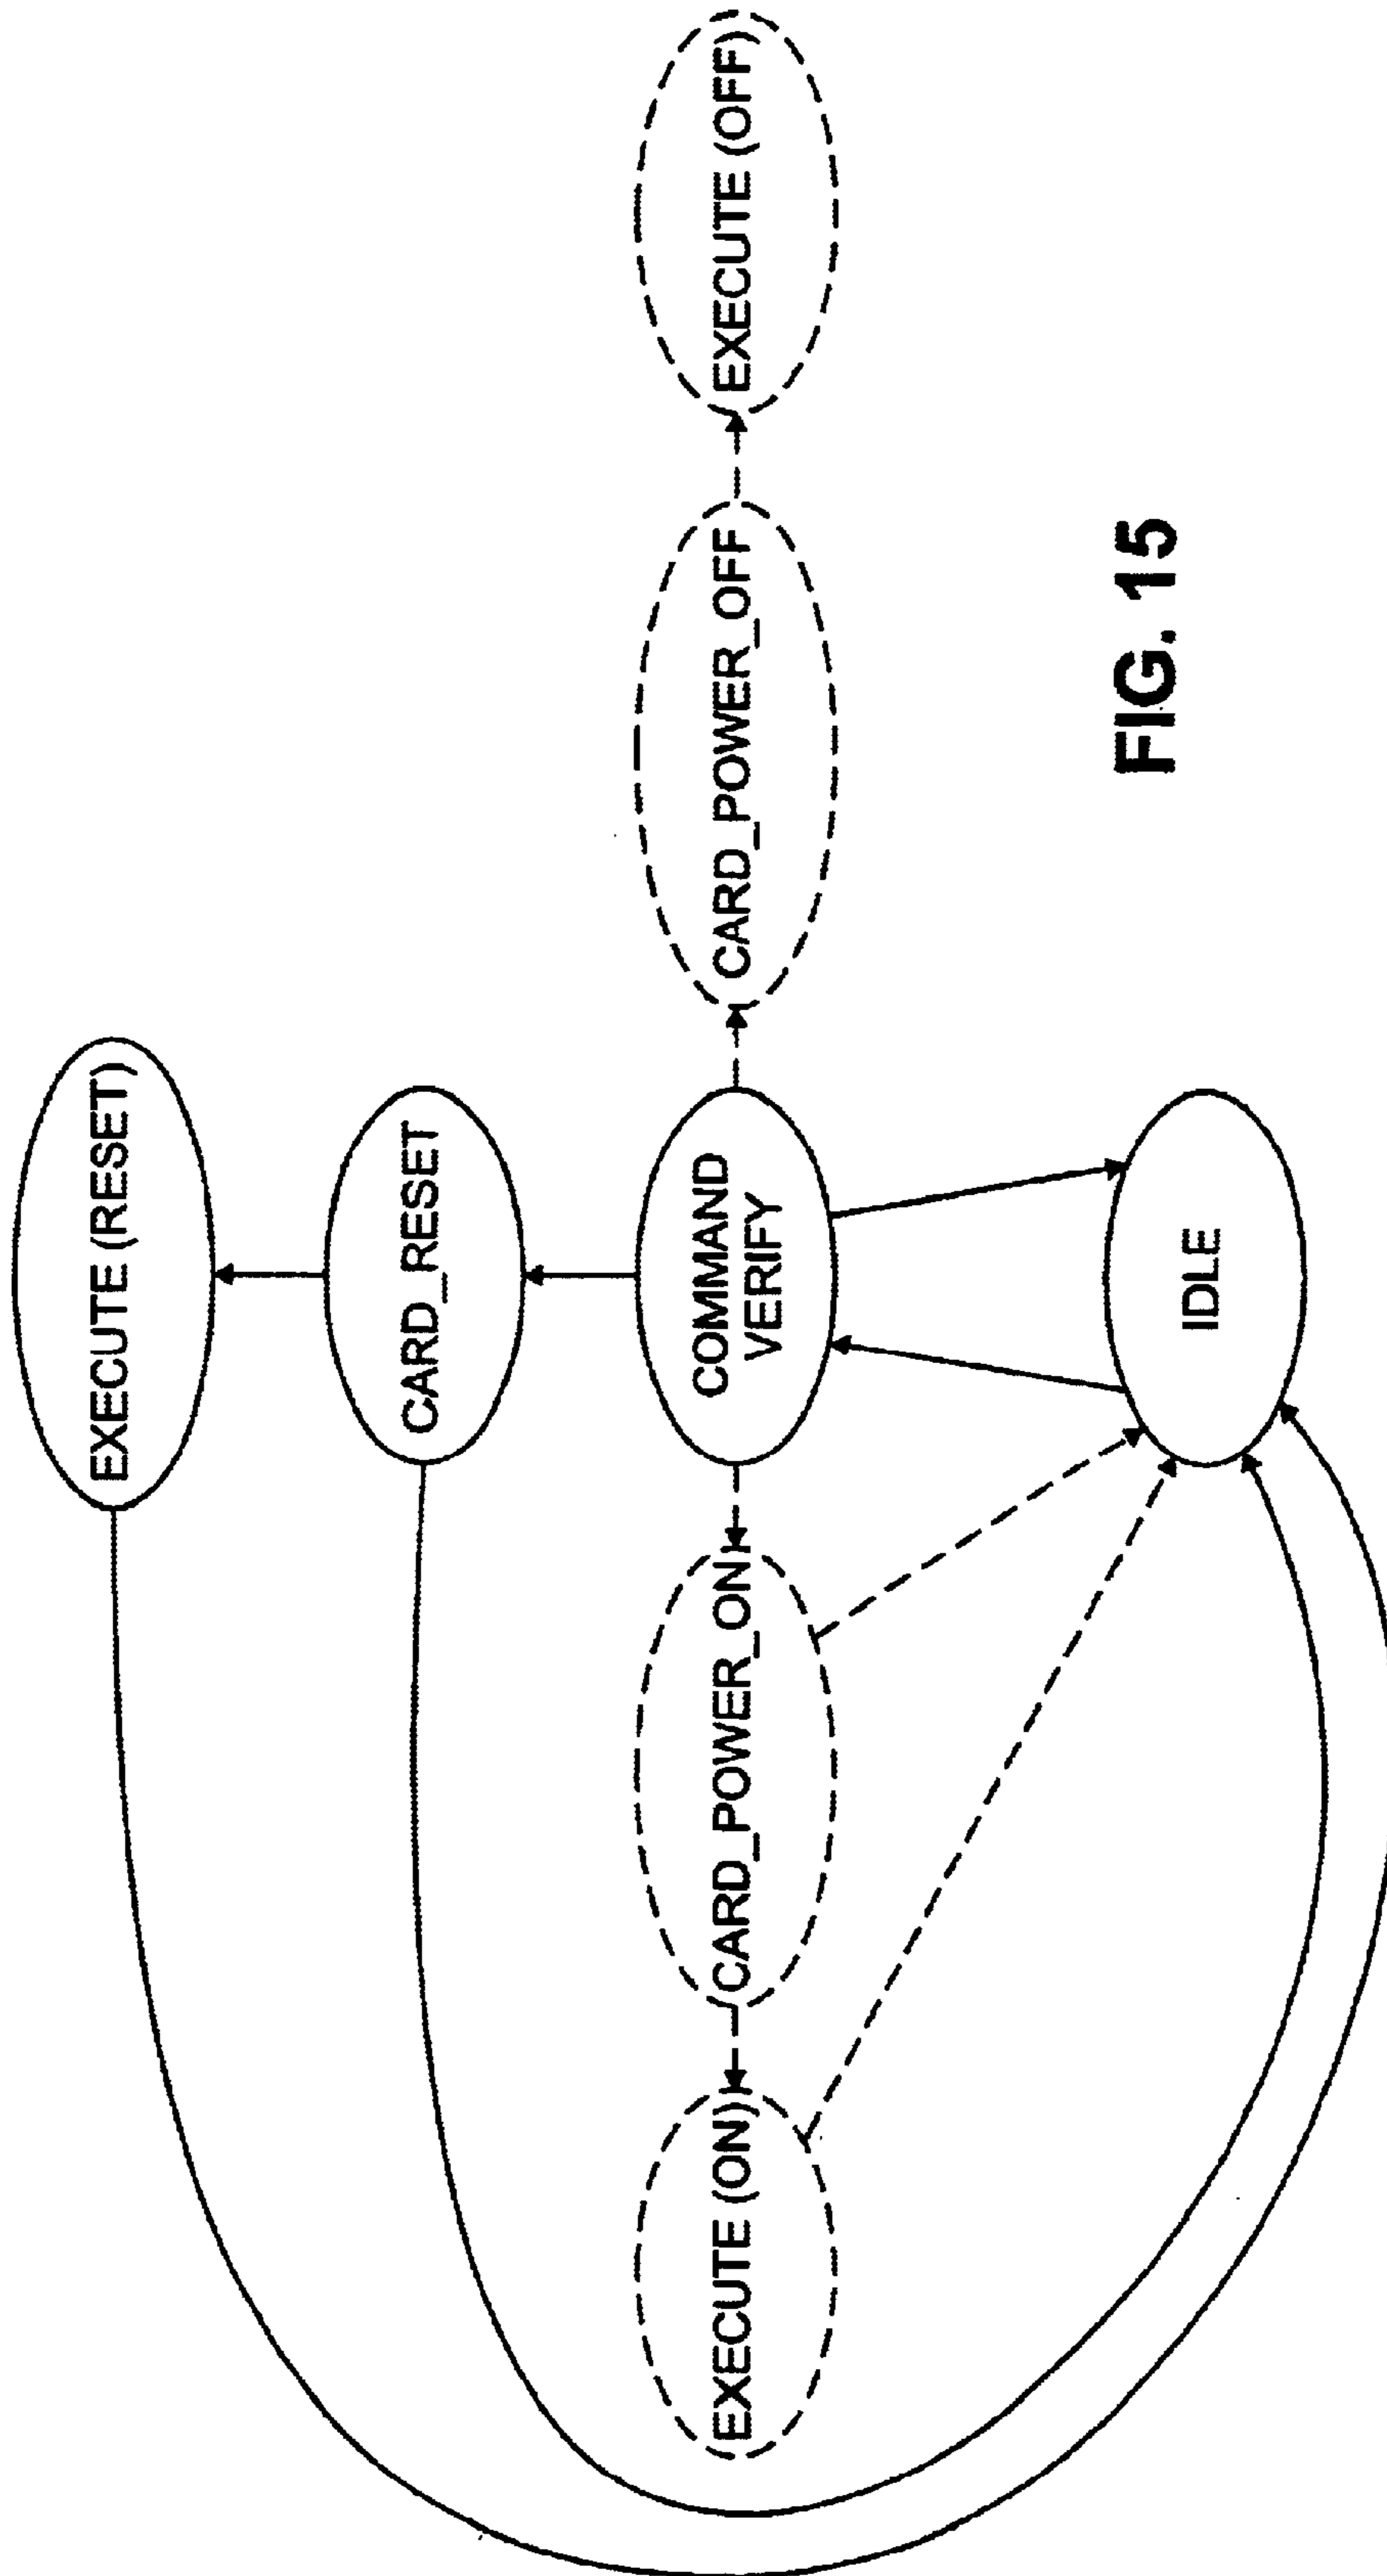 EXECUTE (RESET)
CARD_RESET
EXECUTE (ON)
CARD_POWER_ON
COMMAND
VERIFY
CARD_POWER_OFF
EXECUTE (OFF)
IDLE
FIG. 15